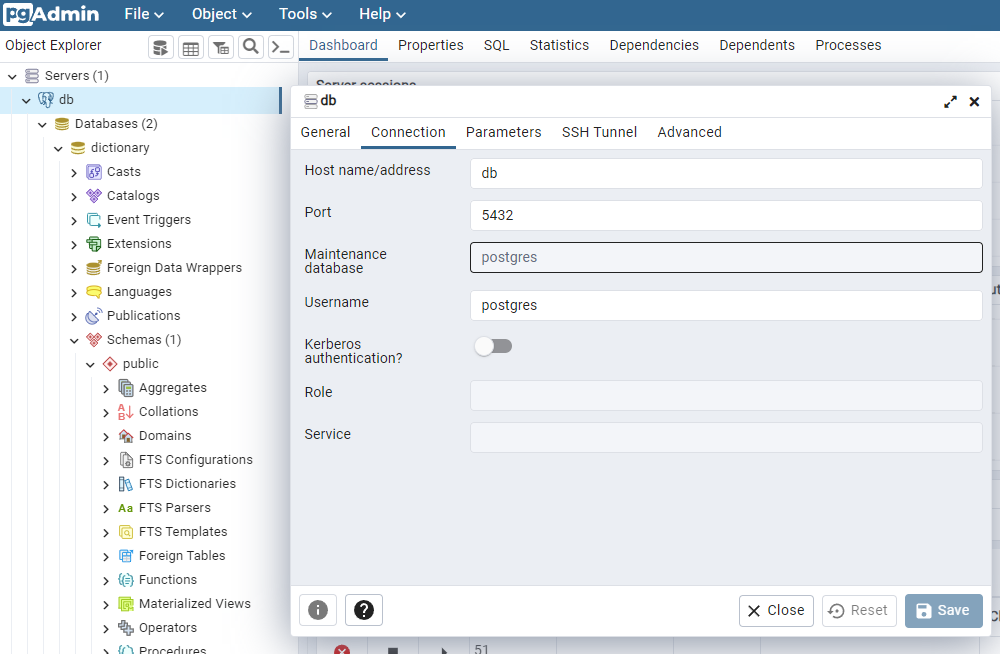 pgAdmin File Object Tools Help
Object Explorer
Dashboard Properties SQL Statistics Dependencies Dependents Processes
Servers (1)
db
Databases (2)
dictionary
Casts
Catalogs
Event Triggers
Extensions
Foreign Data Wrappers
Languages
Publications
Schemas (1)
public
Aggregates
Collations
Domains
FTS Configurations
FTS Dictionaries
Aa FTS Parsers
FTS Templates
Foreign Tables
Functions
Materialized Views
Operators
Procedures
Server sessions
db
General Connection Parameters SSH Tunnel Advanced
Host name/address db
Port 5432
Maintenance
database
postgres
Username postgres
Kerberos
authentication?
Role
Service
Close Reset Save
51